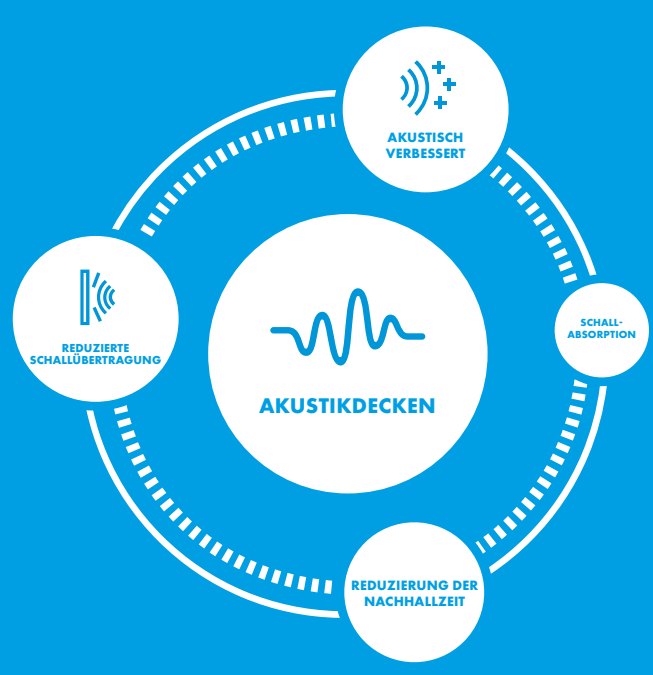 AKUSTISCH
VERBESSERT
SCHALL-
ABSORPTION
REDUZIERTE
SCHALLÜBERTRAGUNG
AKUSTIKDECKEN
REDUZIERUNG DER
NACHHALLZEIT